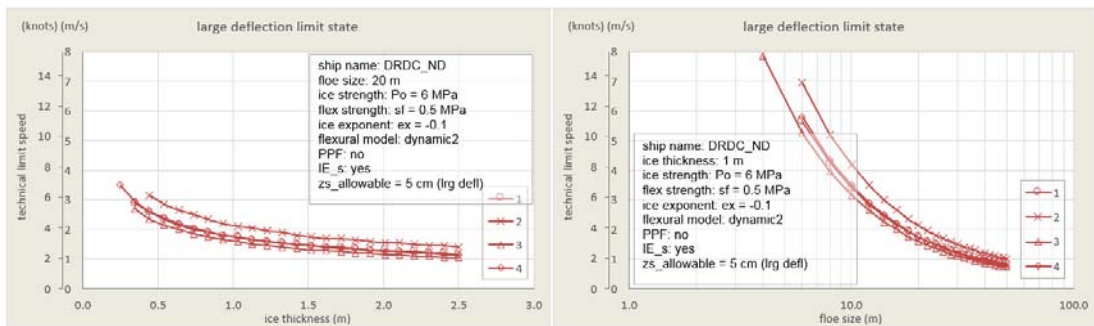 (knots) (m/s) large deflection limit state
technical limit speed
14
12
10
8
6
4
2
0
8
7
6
5
4
3
2
1
0
ship name: DRDC_ND
floe size: 20 m
ice strength: Po = 6 MPa
flex strength: sf = 0.5 MPa
ice exponent: ex = -0.1
flexural model: dynamic2
PPF: no
IE_s: yes
zs_allowable = 5 cm (lrg defl)
1
2
3
4
0.0 0.5 1.0 1.5 2.0 2.5 3.0
ice thickness (m)
(knots) (m/s) large deflection limit state
technical limit speed
14
12
10
8
6
4
2
0
8
7
6
5
4
3
2
1
0
ship name: DRDC_ND
ice thickness: 1 m
ice strength: Po = 6 MPa
flex strength: sf = 0.5 MPa
ice exponent: ex = -0.1
flexural model: dynamic2
PPF: no
IE_s: yes
zs_allowable = 5 cm (lrg defl)
1
2
3
4
1.0 10.0 100.0
floe size (m)